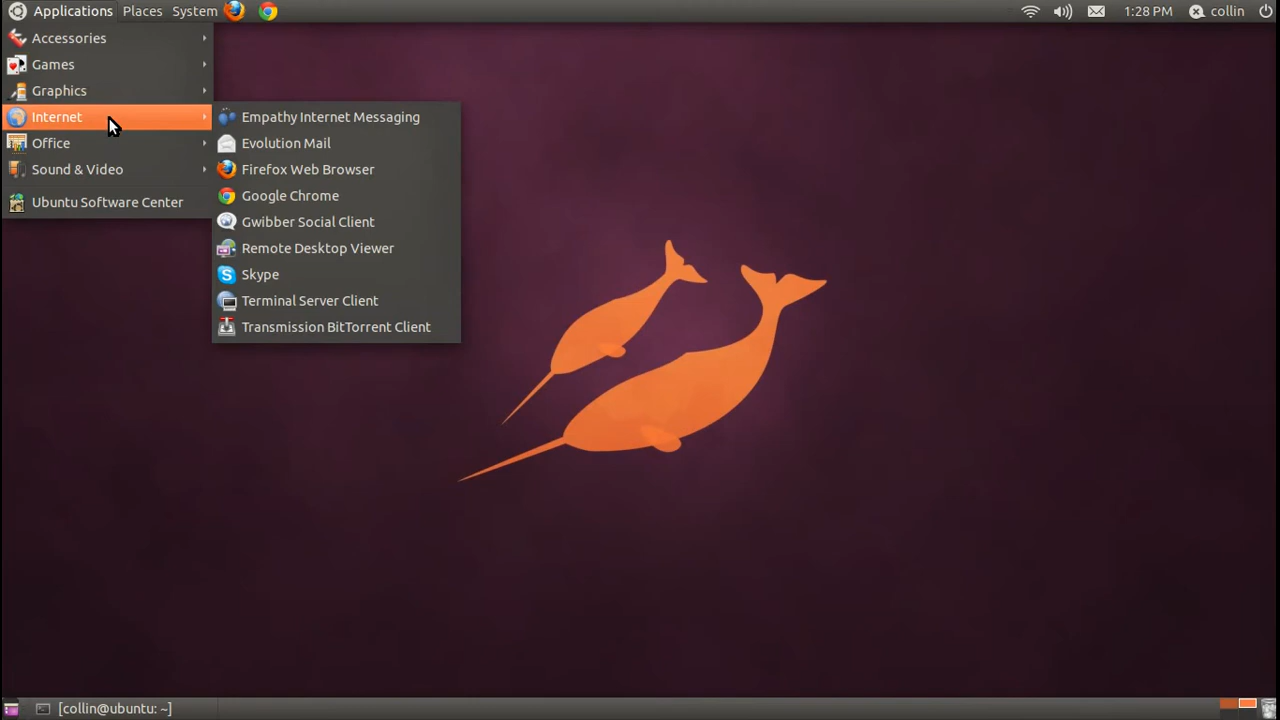 Applications Places System 1:28 PM collin
Accessories
Games
Graphics
Internet
Office
Sound & Video
Ubuntu Software Center
Empathy Internet Messaging
Evolution Mail
Firefox Web Browser
Google Chrome
Gwibber Social Client
Remote Desktop Viewer
Skype
Terminal Server Client
Transmission BitTorrent Client
[collin@ubuntu: ~]